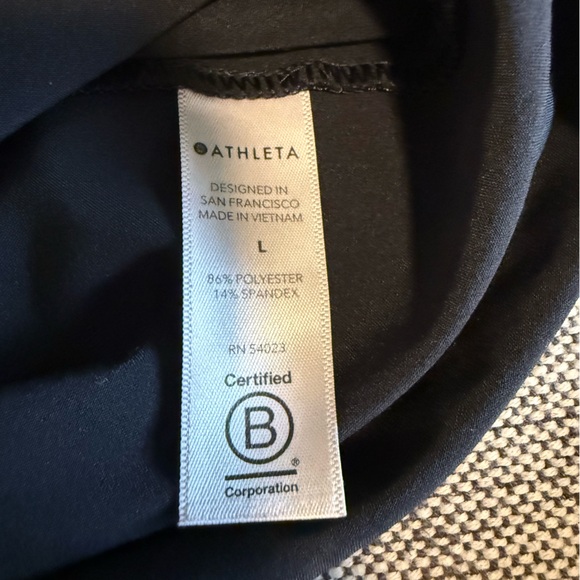 ATHLETA
DESIGNED IN
SAN FRANCISCO
MADE IN VIETNAM
L
86% POLYESTER
14% SPANDEX
RN 54023
Certified
B
®
Corporation